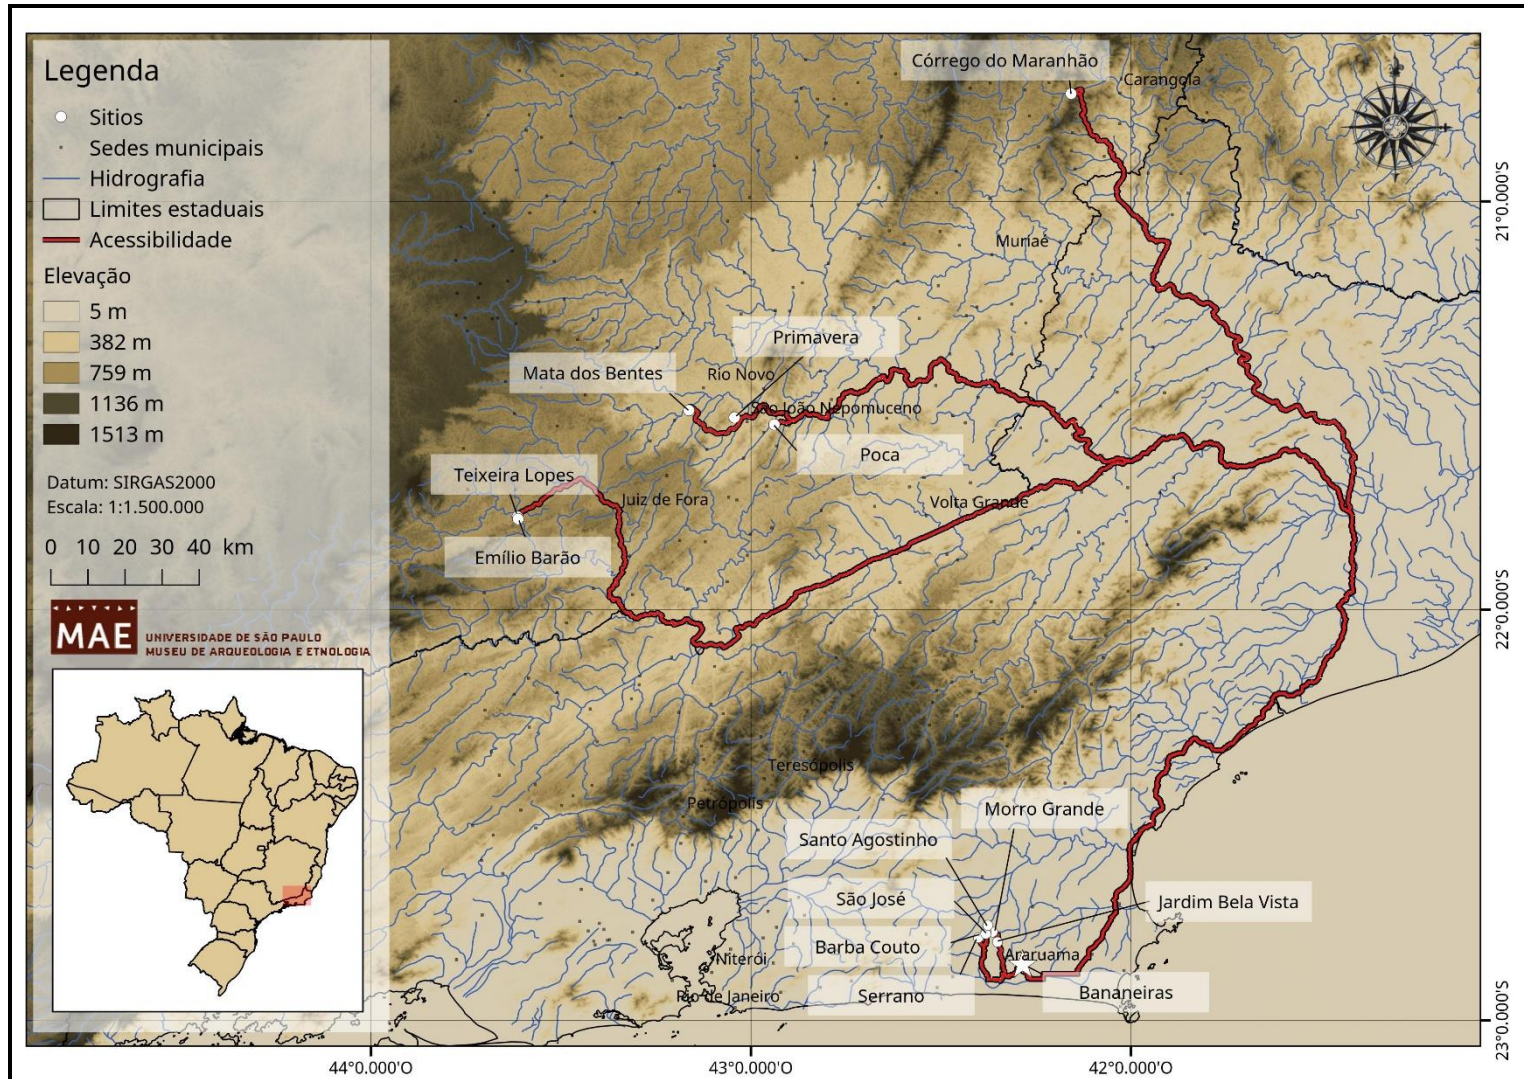 Legenda
Sitios
Sedes municipais
Hidrografia
Limites estaduais
Acessibilidade
Elevação
5 m
382 m
759 m
1136 m
1513 m
Datum: SIRGAS2000
Escala: 1:1.500.000
0 10 20 30 40 km
MAE
UNIVERSIDADE DE SÃO PAULO
MUSEU DE ARQUEOLOGIA E ETNOLOGIA
Córrego do Maranhão
Carangola
Muriaé
Primavera
Mata dos Bentes
Rio Novo
São João Nepomuceno
Poca
Teixeira Lopes
Juiz de Fora
Volta Grande
Emílio Barão
Teresópolis
Petrópolis
Morro Grande
Santo Agostinho
São José
Jardim Bela Vista
Barba Couto
Araruama
Niterói
Serrano
Bananeiras
Rio de Janeiro
21°0.000'S
22°0.000'S
23°0.000'S
44°0.000'O
43°0.000'O
42°0.000'O